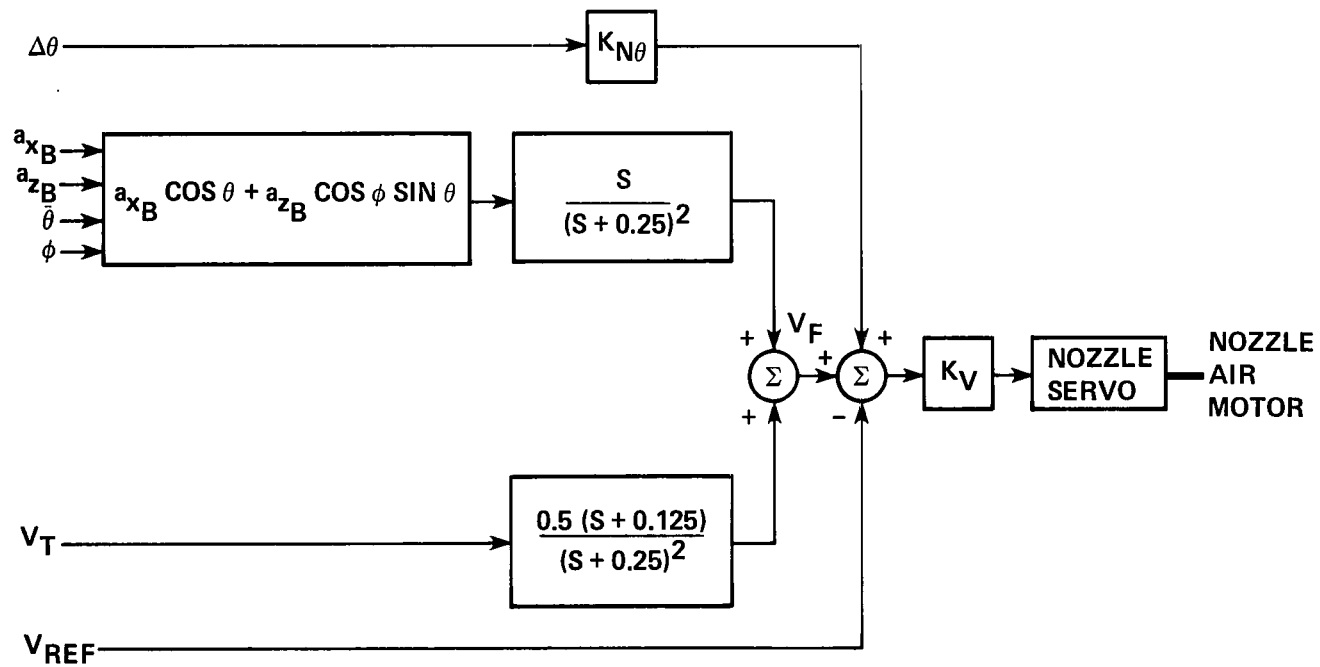 Δθ
K_Nθ
a_xB
a_zB
θ̄
ϕ
a_xB COS θ + a_zB COS ϕ SIN θ
S
(S + 0.25)²
+
V_F
+
+
Σ
Σ
+
−
K_V
NOZZLE
SERVO
NOZZLE
AIR
MOTOR
V_T
0.5 (S + 0.125)
(S + 0.25)²
V_REF